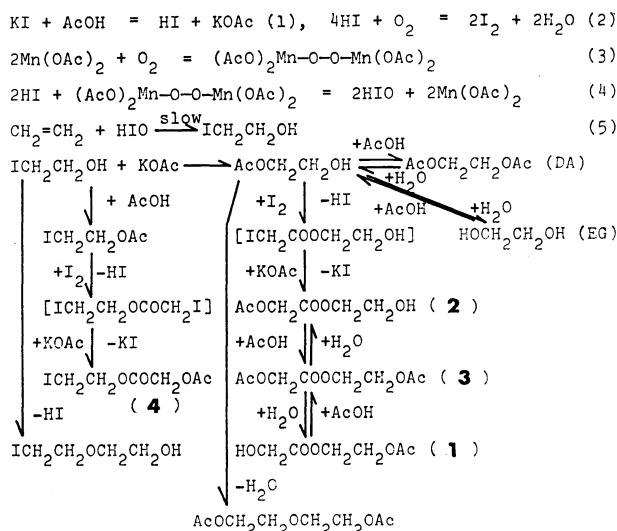 KI + AcOH = HI + KOAc (1), 4HI + O2 = 2I2 + 2H2O (2)
2Mn(OAc)2 + O2 = (AcO)2Mn-O-O-Mn(OAc)2 (3)
2HI + (AcO)2Mn-O-O-Mn(OAc)2 = 2HIO + 2Mn(OAc)2 (4)
CH2=CH2 + HIO slow ICH2CH2OH (5)
ICH2CH2OH + KOAc AcOCH2CH2OH +AcOH +H2O AcOCH2CH2OAc (DA)
+ AcOH
+I2 -HI
+AcOH +H2O
HOCH2CH2OH (EG)
ICH2CH2OAc
[ICH2COOCH2CH2OH]
+I2 -HI
+KOAc -KI
[ICH2CH2OCOCH2I]
AcOCH2COOCH2CH2OH (2)
+KOAc -KI
+AcOH +H2O
ICH2CH2OCOCH2OAc
(4)
AcOCH2COOCH2CH2OAc (3)
-HI
+H2O +AcOH
ICH2CH2OCH2CH2OH
HOCH2COOCH2CH2OAc (1)
-H2O
AcOCH2CH2OCH2CH2OAc